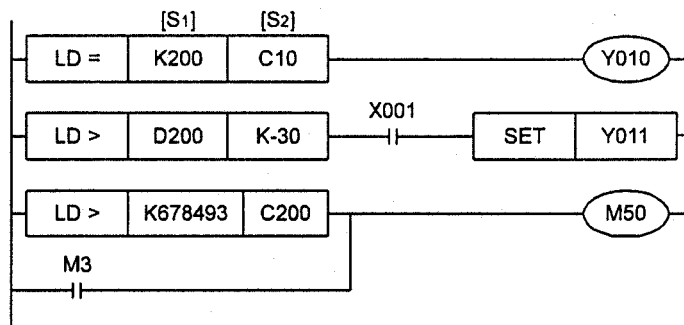 [S1] [S2]
LD = K200 C10 Y010
X001
LD > D200 K-30 SET Y011
LD > K678493 C200 M50
M3